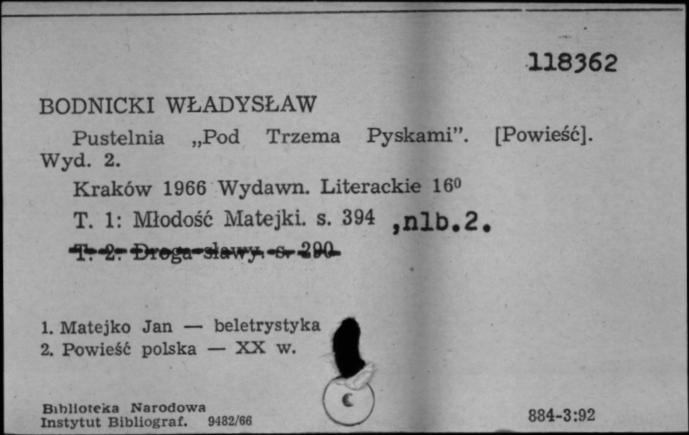 118362
BODNICKI WŁADYSŁAW
Pustelnia „Pod Trzema Pyskami”. [Powieść].
Wyd. 2.
Kraków 1966 Wydawn. Literackie 16⁰
T. 1: Młodość Matejki. s. 394 ,nlb.2.
T. 2: Droga sławy. s. 290
1. Matejko Jan — beletrystyka
2. Powieść polska — XX w.
Biblioteka Narodowa
Instytut Bibliograf. 9482/66
884-3:92